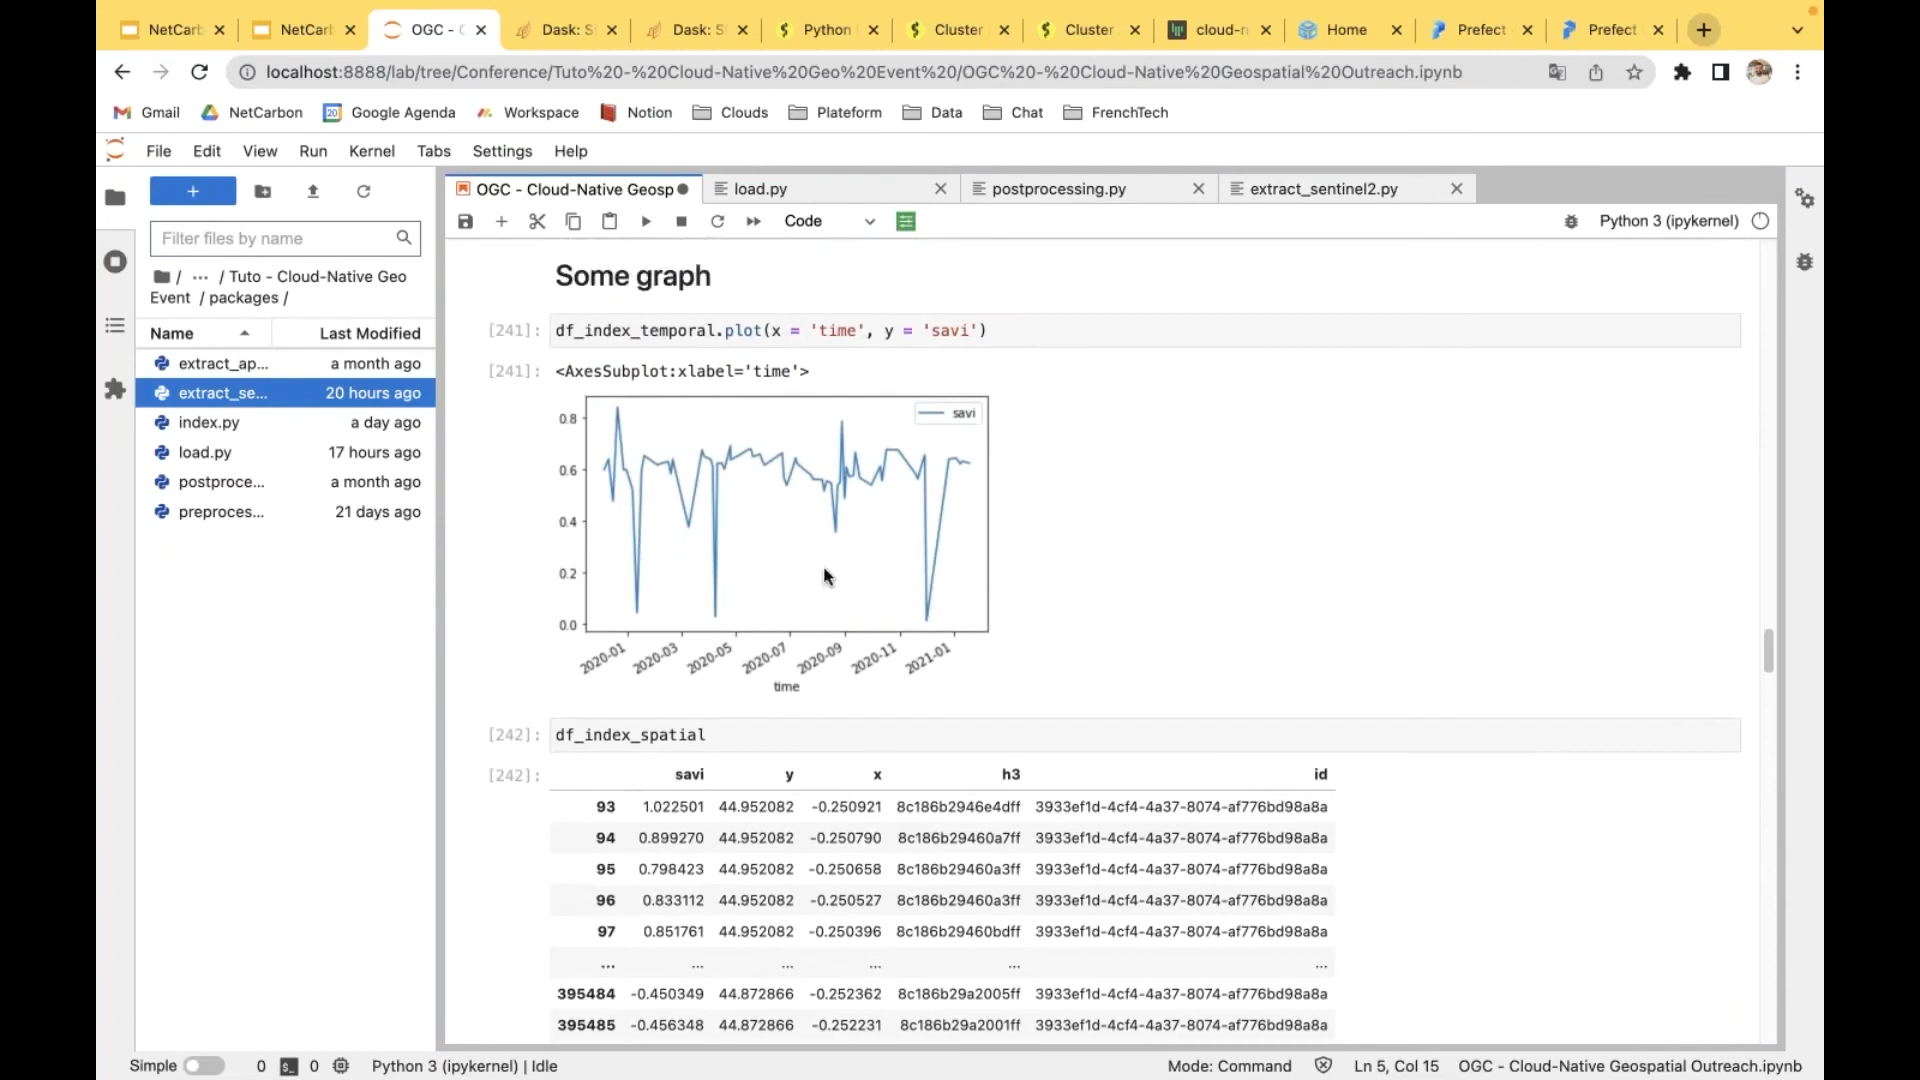 NetCarb
NetCarb
OGC - C
Dask: S
Dask: S
Python
Cluster
Cluster
cloud-n
Home
Prefect
Prefect
localhost:8888/lab/tree/Conference/Tuto%20-%20Cloud-Native%20Geo%20Event%20/OGC%20-%20Cloud-Native%20Geospatial%20Outreach.ipynb
Gmail NetCarbon Google Agenda Workspace Notion Clouds Plateform Data Chat FrenchTech
File Edit View Run Kernel Tabs Settings Help
OGC - Cloud-Native Geosp load.py postprocessing.py extract_sentinel2.py
Code Python 3 (ipykernel)
Filter files by name
/ ··· / Tuto - Cloud-Native Geo
Event / packages /
Name Last Modified
extract_ap... a month ago
extract_se... 20 hours ago
index.py a day ago
load.py 17 hours ago
postproce... a month ago
preproces... 21 days ago
Some graph
[241]: df_index_temporal.plot(x = 'time', y = 'savi')
[241]: <AxesSubplot:xlabel='time'>
savi
0.8
0.6
0.4
0.2
0.0
2020-01 2020-03 2020-05 2020-07 2020-09 2020-11 2021-01
time
[242]: df_index_spatial
[242]: savi y x h3 id
93 1.022501 44.952082 -0.250921 8c186b2946e4dff 3933ef1d-4cf4-4a37-8074-af776bd98a8a
94 0.899270 44.952082 -0.250790 8c186b29460a7ff 3933ef1d-4cf4-4a37-8074-af776bd98a8a
95 0.798423 44.952082 -0.250658 8c186b29460a3ff 3933ef1d-4cf4-4a37-8074-af776bd98a8a
96 0.833112 44.952082 -0.250527 8c186b29460a3ff 3933ef1d-4cf4-4a37-8074-af776bd98a8a
97 0.851761 44.952082 -0.250396 8c186b29460bdff 3933ef1d-4cf4-4a37-8074-af776bd98a8a
... ... ... ... ... ...
395484 -0.450349 44.872866 -0.252362 8c186b29a2005ff 3933ef1d-4cf4-4a37-8074-af776bd98a8a
395485 -0.456348 44.872866 -0.252231 8c186b29a2001ff 3933ef1d-4cf4-4a37-8074-af776bd98a8a
Simple 0 0 Python 3 (ipykernel) | Idle Mode: Command Ln 5, Col 15 OGC - Cloud-Native Geospatial Outreach.ipynb